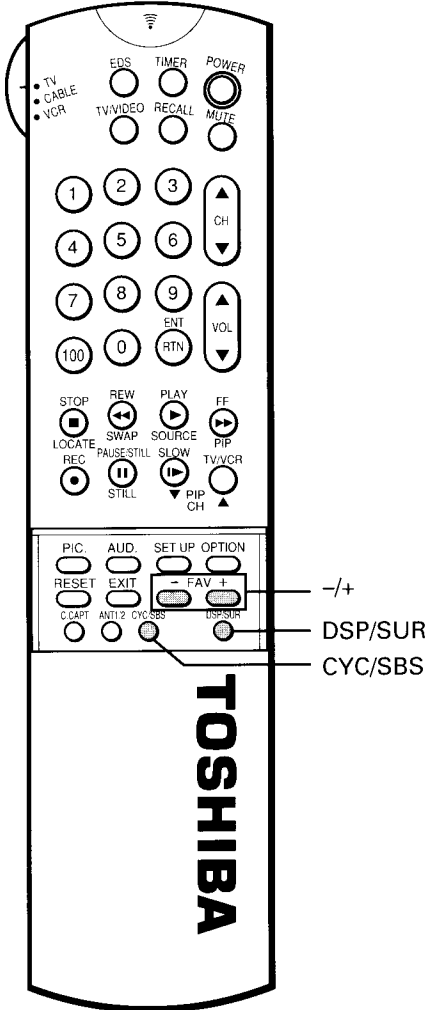 EDS TIMER POWER
TV
CABLE
VCR
TV/VIDEO RECALL MUTE
1 2 3
CH
4 5 6
7 8 9
VOL
ENT
100 0 RTN
STOP REW PLAY FF
LOCATE SWAP SOURCE PIP
REC PAUSE/STILL SLOW TV/VCR
STILL PIP
CH
PIC. AUD. SET UP OPTION
RESET EXIT − FAV +
C.CAPT ANT1.2 CYC/SBS DSP/SUR
–/+
DSP/SUR
CYC/SBS
TOSHIBA